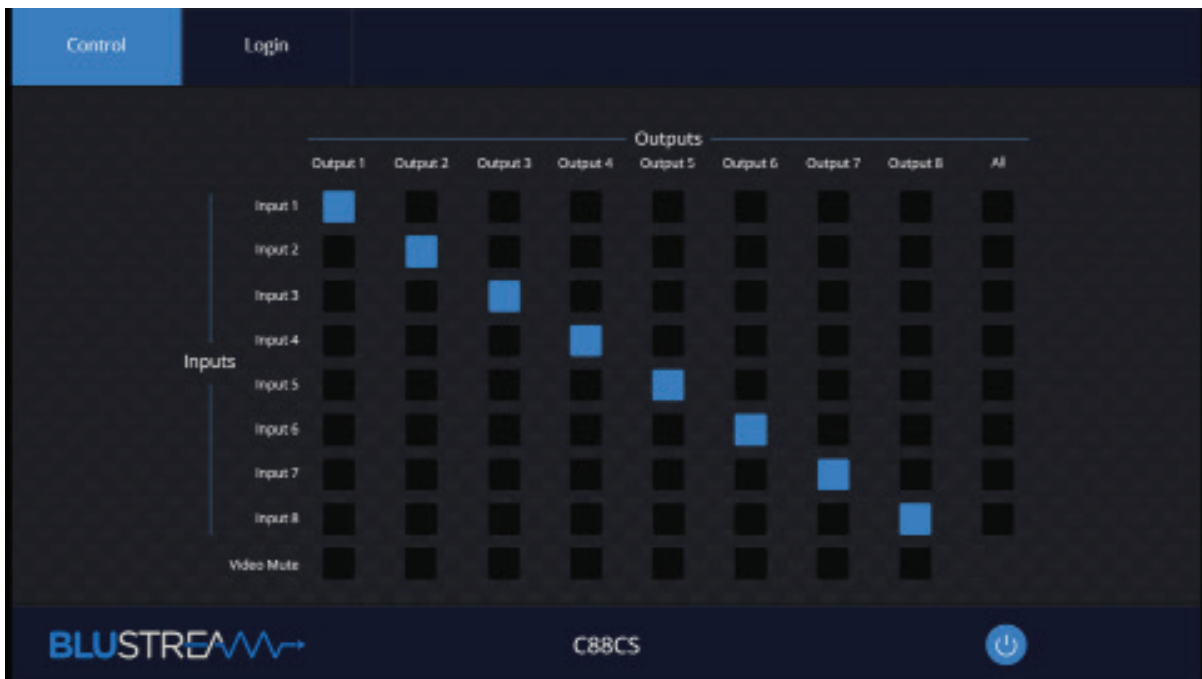 Control Login
Outputs
Output 1 Output 2 Output 3 Output 4 Output 5 Output 6 Output 7 Output 8 All
Input 1
Input 2
Input 3
Input 4
Inputs
Input 5
Input 6
Input 7
Input 8
Video Mute
BLUSTREAM C88CS